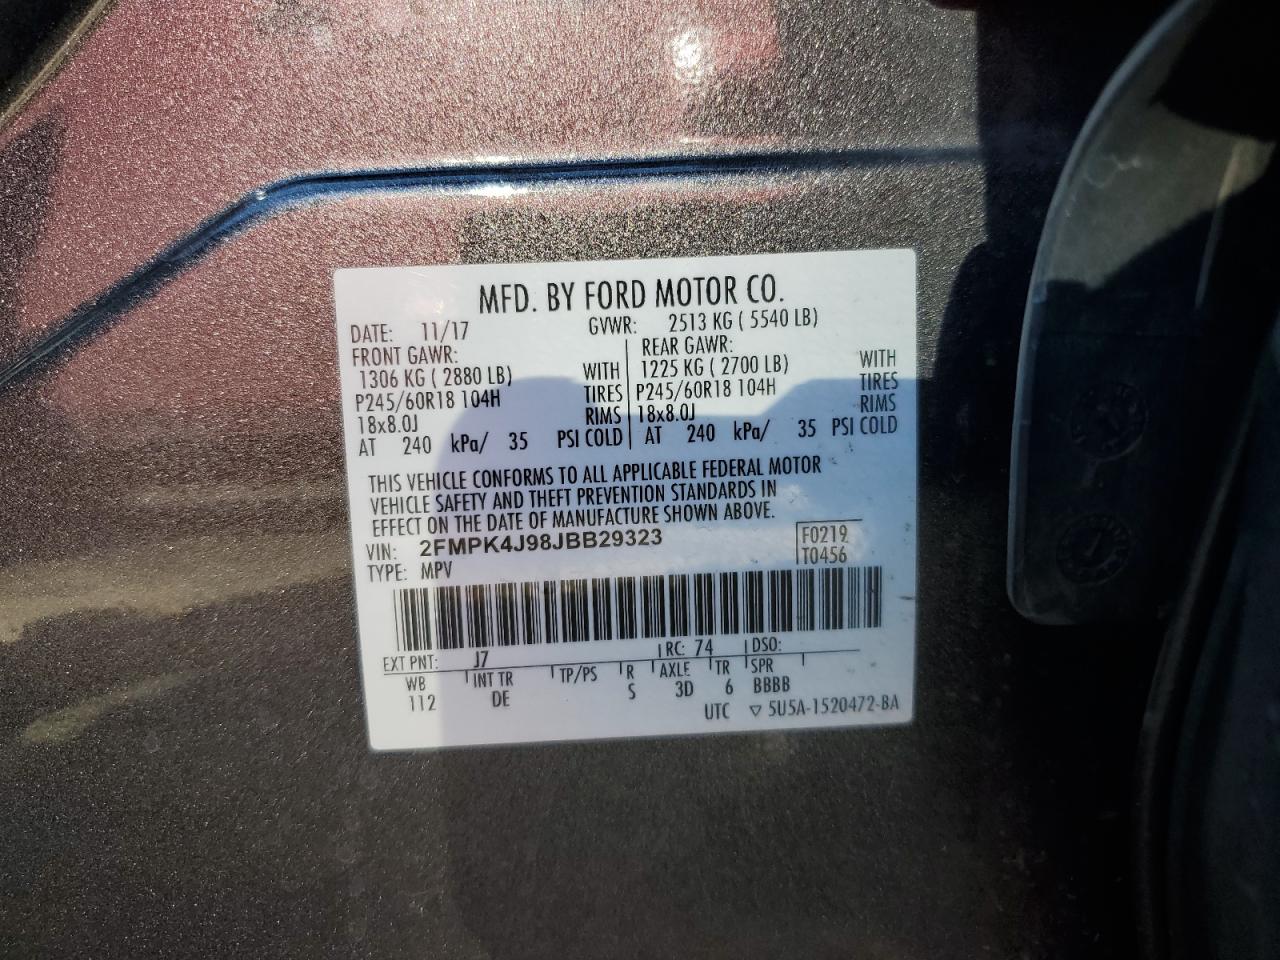 MFD. BY FORD MOTOR CO.
DATE: 11/17 GVWR: 2513 KG ( 5540 LB)
FRONT GAWR: REAR GAWR:
1306 KG ( 2880 LB) WITH 1225 KG ( 2700 LB) WITH
P245/60R18 104H TIRES P245/60R18 104H TIRES
18x8.0J RIMS 18x8.0J RIMS
AT 240 kPa/ 35 PSI COLD AT 240 kPa/ 35 PSI COLD
THIS VEHICLE CONFORMS TO ALL APPLICABLE FEDERAL MOTOR
VEHICLE SAFETY AND THEFT PREVENTION STANDARDS IN
EFFECT ON THE DATE OF MANUFACTURE SHOWN ABOVE.
VIN: 2FMPK4J98JBB29323 F0219
TYPE: MPV T0456
EXT PNT: J7 RC: 74 DSO:
WB INT TR TP/PS R AXLE TR SPR
112 DE S 3D 6 BBBB
UTC ▽ 5U5A-1520472-BA